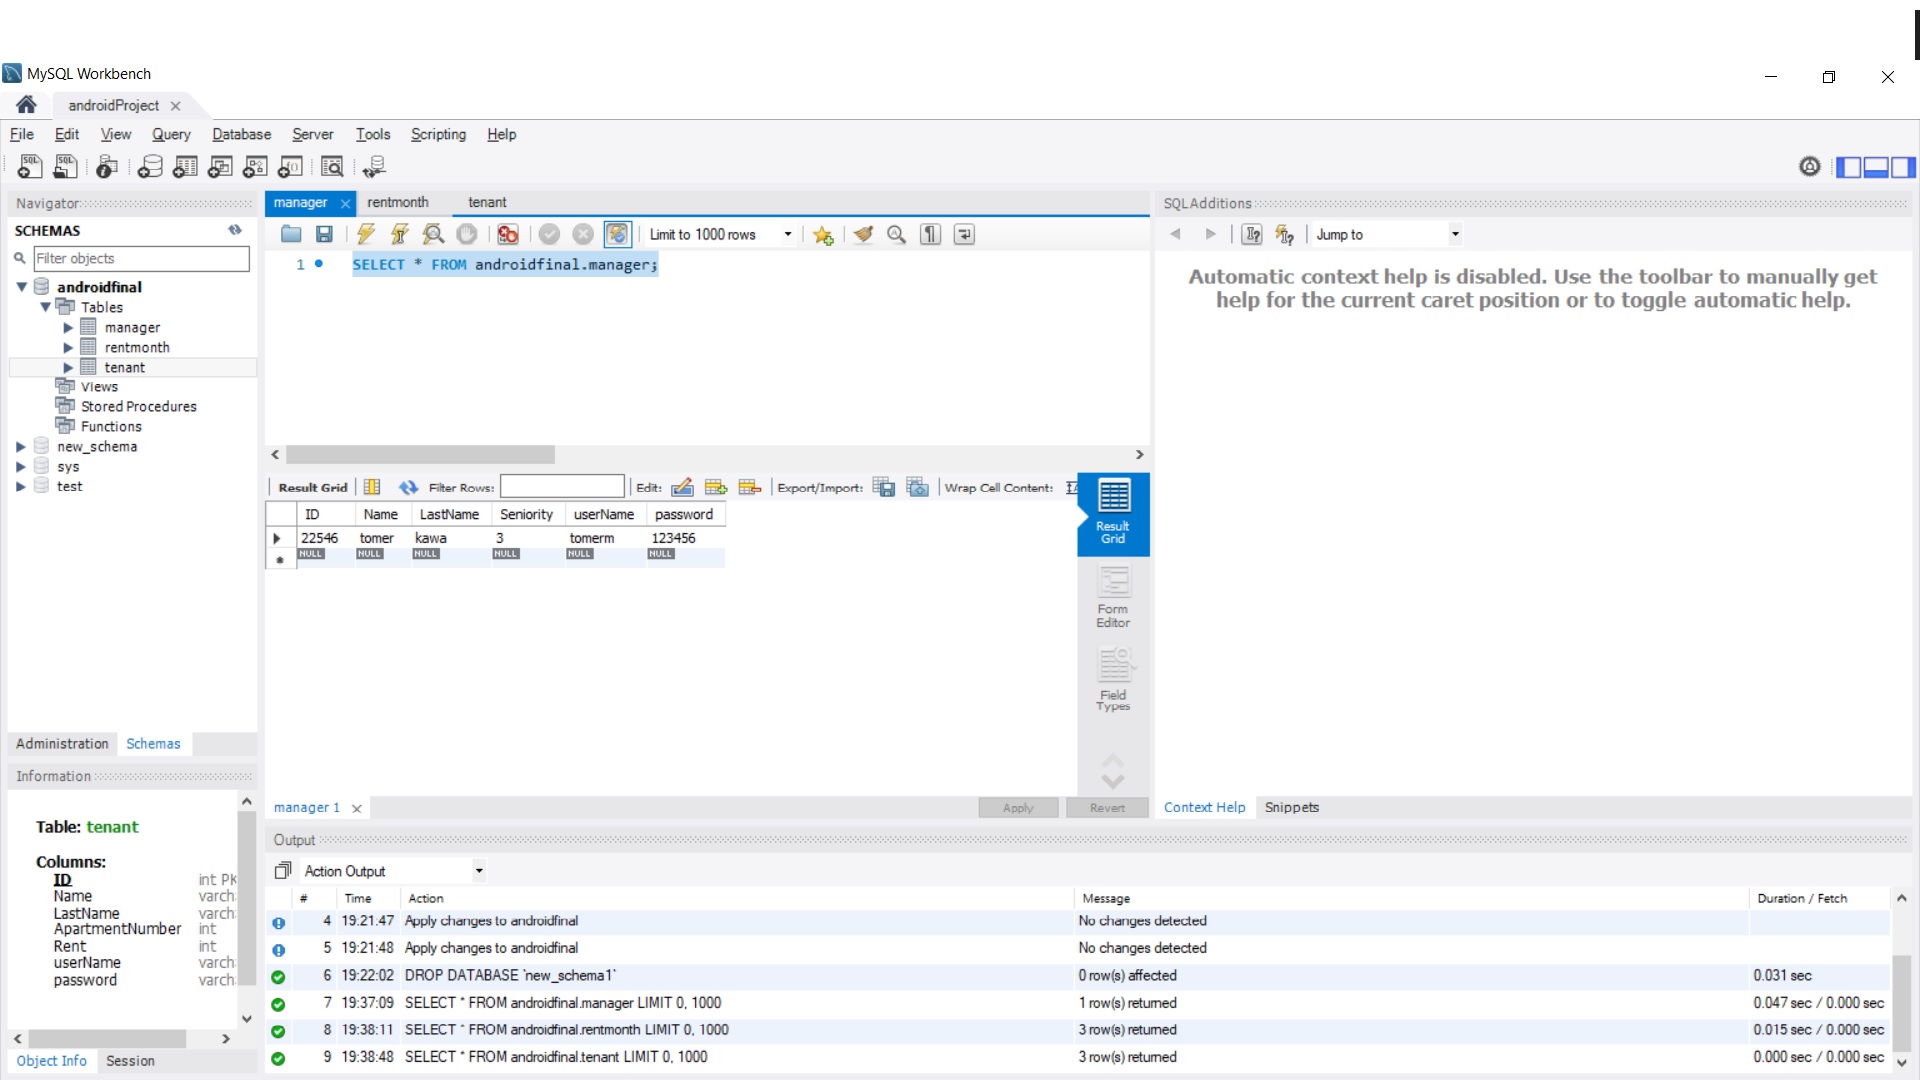 MySQL Workbench
androidProject
File Edit View Query Database Server Tools Scripting Help
Navigator
SCHEMAS
Filter objects
androidfinal
Tables
manager
rentmonth
tenant
Views
Stored Procedures
Functions
new_schema
sys
test
Administration Schemas
Information
Table: tenant
Columns:
ID int PK
Name varch
LastName varch
ApartmentNumber int
Rent int
userName varch
password varch
Object Info Session
manager rentmonth tenant
Limit to 1000 rows
1 SELECT * FROM androidfinal.manager;
Result Grid Filter Rows: Edit: Export/Import: Wrap Cell Content:
ID Name LastName Seniority userName password
22546 tomer kawa 3 tomerm 123456
NULL NULL NULL NULL NULL NULL
Result Grid
Form Editor
Field Types
manager 1
Apply Revert
SQLAdditions
Jump to
Automatic context help is disabled. Use the toolbar to manually get
help for the current caret position or to toggle automatic help.
Context Help Snippets
Output
Action Output
# Time Action Message Duration / Fetch
4 19:21:47 Apply changes to androidfinal No changes detected
5 19:21:48 Apply changes to androidfinal No changes detected
6 19:22:02 DROP DATABASE `new_schema1` 0 row(s) affected 0.031 sec
7 19:37:09 SELECT * FROM androidfinal.manager LIMIT 0, 1000 1 row(s) returned 0.047 sec / 0.000 sec
8 19:38:11 SELECT * FROM androidfinal.rentmonth LIMIT 0, 1000 3 row(s) returned 0.015 sec / 0.000 sec
9 19:38:48 SELECT * FROM androidfinal.tenant LIMIT 0, 1000 3 row(s) returned 0.000 sec / 0.000 sec